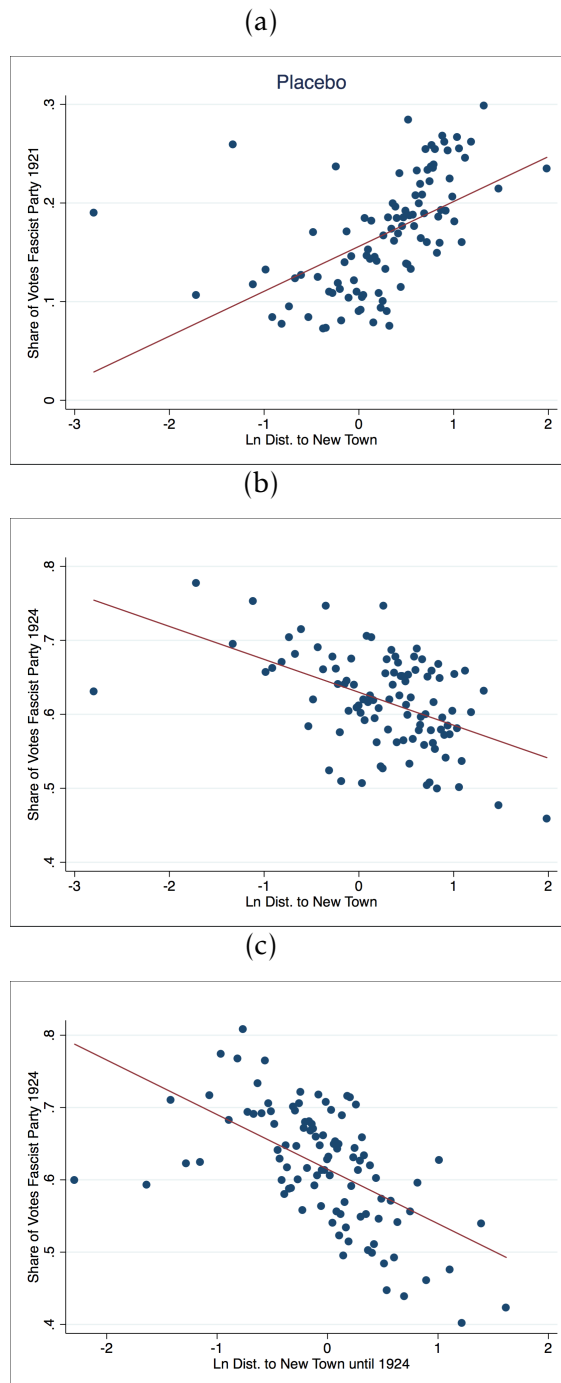 (a)
Placebo
Share of Votes Fascist Party 1921
.3
.2
.1
0
-3 -2 -1 0 1 2
Ln Dist. to New Town
(b)
Share of Votes Fascist Party 1924
.8
.7
.6
.5
.4
-3 -2 -1 0 1 2
Ln Dist. to New Town
(c)
Share of Votes Fascist Party 1924
.8
.7
.6
.5
.4
-2 -1 0 1 2
Ln Dist. to New Town until 1924